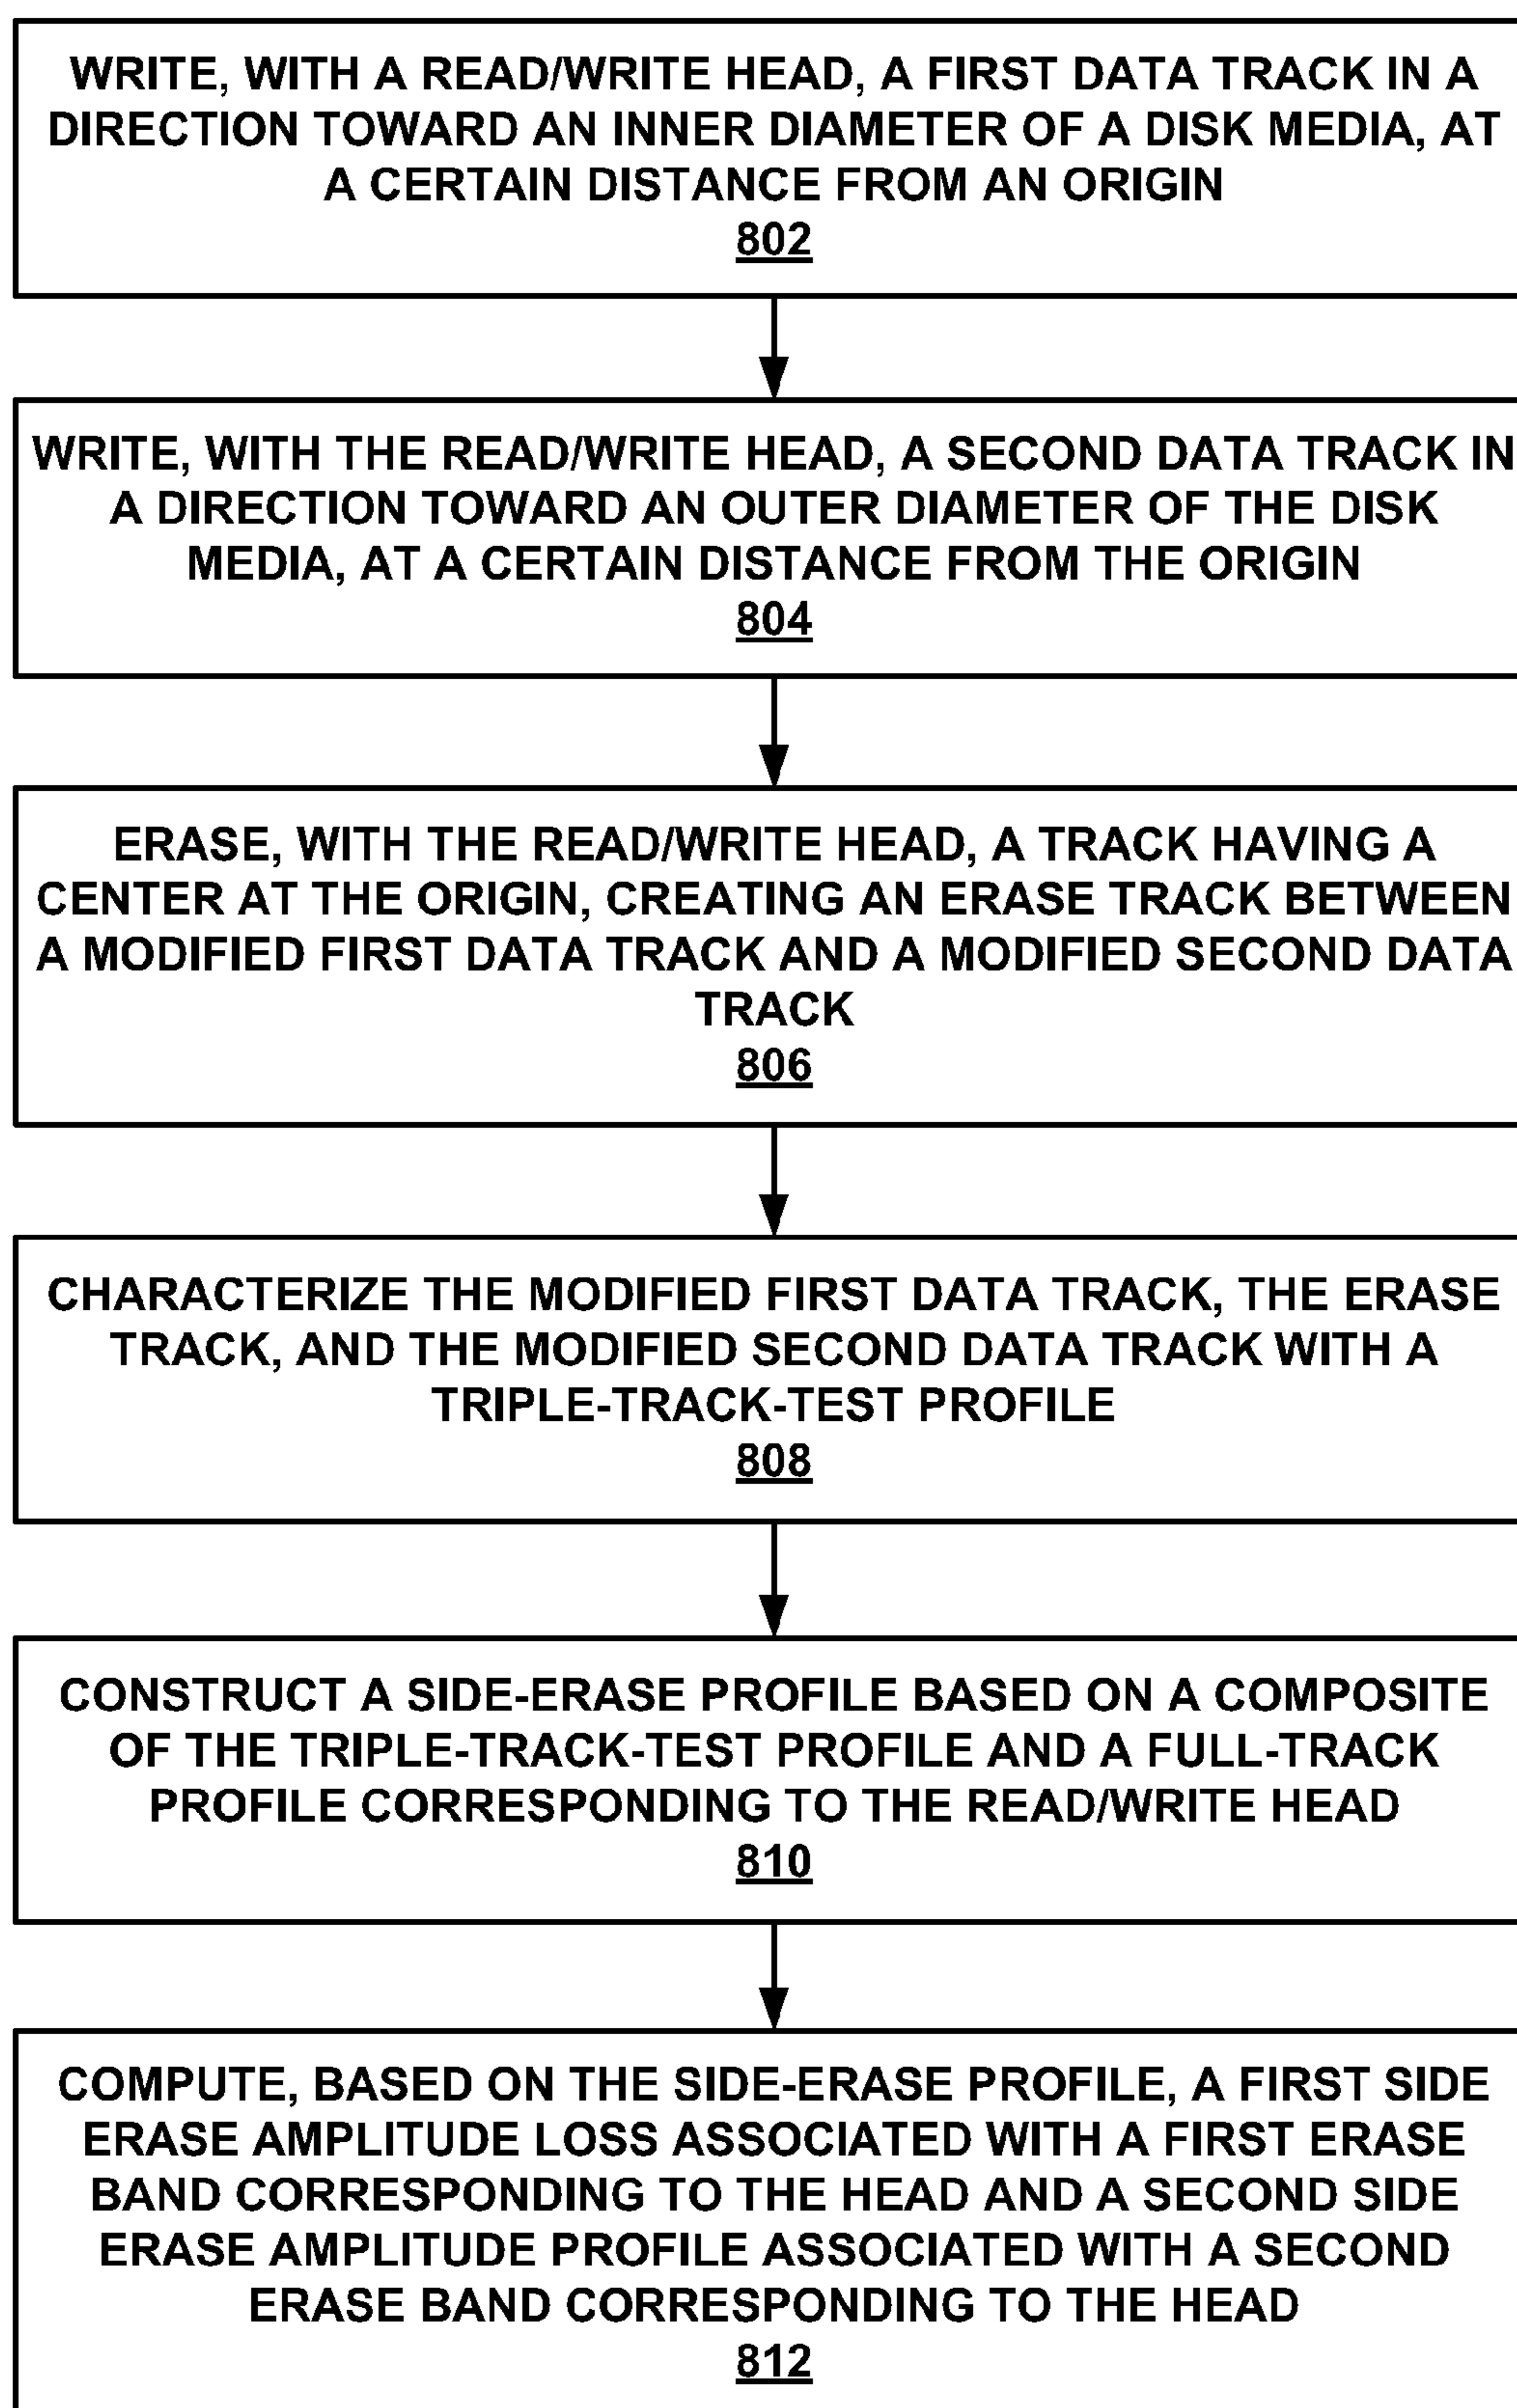 WRITE, WITH A READ/WRITE HEAD, A FIRST DATA TRACK IN A
DIRECTION TOWARD AN INNER DIAMETER OF A DISK MEDIA, AT
A CERTAIN DISTANCE FROM AN ORIGIN
802
WRITE, WITH THE READ/WRITE HEAD, A SECOND DATA TRACK IN
A DIRECTION TOWARD AN OUTER DIAMETER OF THE DISK
MEDIA, AT A CERTAIN DISTANCE FROM THE ORIGIN
804
ERASE, WITH THE READ/WRITE HEAD, A TRACK HAVING A
CENTER AT THE ORIGIN, CREATING AN ERASE TRACK BETWEEN
A MODIFIED FIRST DATA TRACK AND A MODIFIED SECOND DATA
TRACK
806
CHARACTERIZE THE MODIFIED FIRST DATA TRACK, THE ERASE
TRACK, AND THE MODIFIED SECOND DATA TRACK WITH A
TRIPLE-TRACK-TEST PROFILE
808
CONSTRUCT A SIDE-ERASE PROFILE BASED ON A COMPOSITE
OF THE TRIPLE-TRACK-TEST PROFILE AND A FULL-TRACK
PROFILE CORRESPONDING TO THE READ/WRITE HEAD
810
COMPUTE, BASED ON THE SIDE-ERASE PROFILE, A FIRST SIDE
ERASE AMPLITUDE LOSS ASSOCIATED WITH A FIRST ERASE
BAND CORRESPONDING TO THE HEAD AND A SECOND SIDE
ERASE AMPLITUDE PROFILE ASSOCIATED WITH A SECOND
ERASE BAND CORRESPONDING TO THE HEAD
812